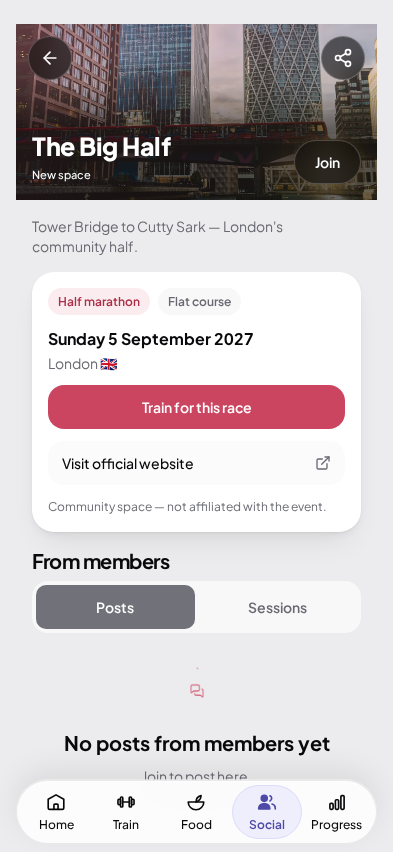 The Big Half
New space
Join
Tower Bridge to Cutty Sark — London's
community half.
Half marathon
Flat course
Sunday 5 September 2027
London 🇬🇧
Train for this race
Visit official website
Community space — not affiliated with the event.
From members
Posts
Sessions
No posts from members yet
Join to post here
Home
Train
Food
Social
Progress